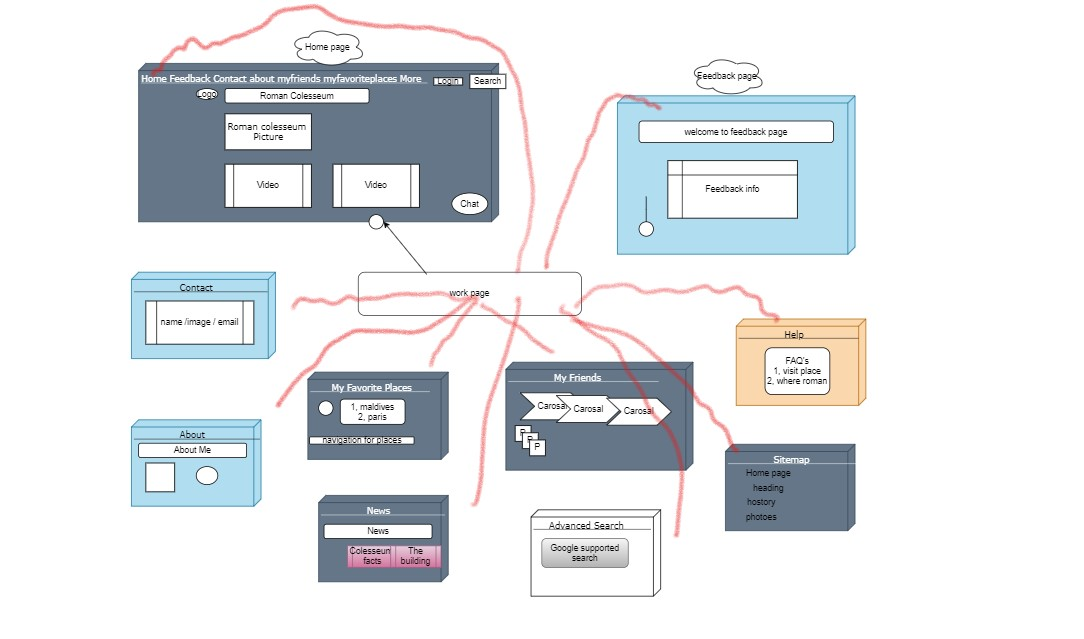 Home page
Home Feedback Contact about myfriends myfavoriteplaces More...
Login
Search
Logo
Roman Colesseum
Roman colesseum
Picture
Video
Video
Chat
Feedback page
welcome to feedback page
Feedback info
work page
Contact
name /image / email
About
About Me
My Favorite Places
1, maldives
2, paris
navigation for places
My Friends
Carosal
Carosal
Carosal
P
P
P
Help
FAQ's
1, visit place
2, where roman
News
News
Colesseum
facts
The
building
Advanced Search
Google supported
search
Sitemap
Home page
heading
hostory
photoes